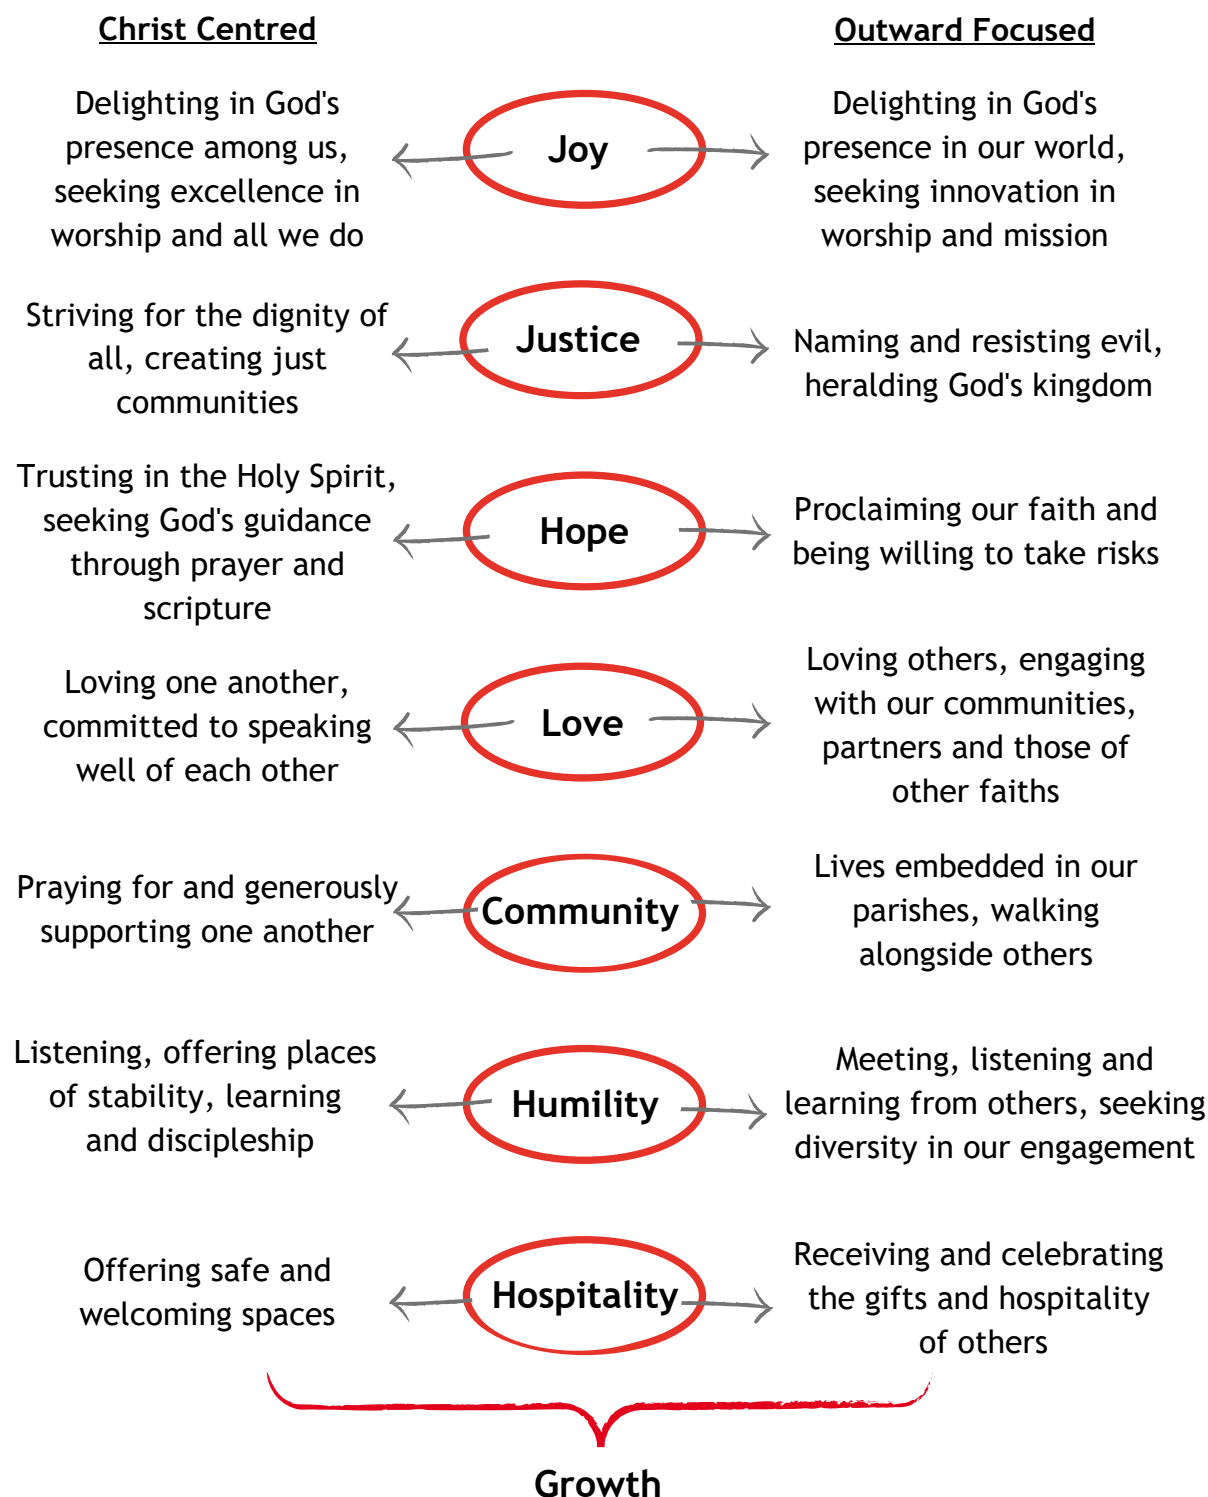 Christ Centred
Outward Focused
Delighting in God's
presence among us,
seeking excellence in
worship and all we do
Joy
Delighting in God's
presence in our world,
seeking innovation in
worship and mission
Striving for the dignity of
all, creating just
communities
Justice
Naming and resisting evil,
heralding God's kingdom
Trusting in the Holy Spirit,
seeking God's guidance
through prayer and
scripture
Hope
Proclaiming our faith and
being willing to take risks
Loving one another,
committed to speaking
well of each other
Love
Loving others, engaging
with our communities,
partners and those of
other faiths
Praying for and generously
supporting one another
Community
Lives embedded in our
parishes, walking
alongside others
Listening, offering places
of stability, learning
and discipleship
Humility
Meeting, listening and
learning from others, seeking
diversity in our engagement
Offering safe and
welcoming spaces
Hospitality
Receiving and celebrating
the gifts and hospitality
of others
Growth